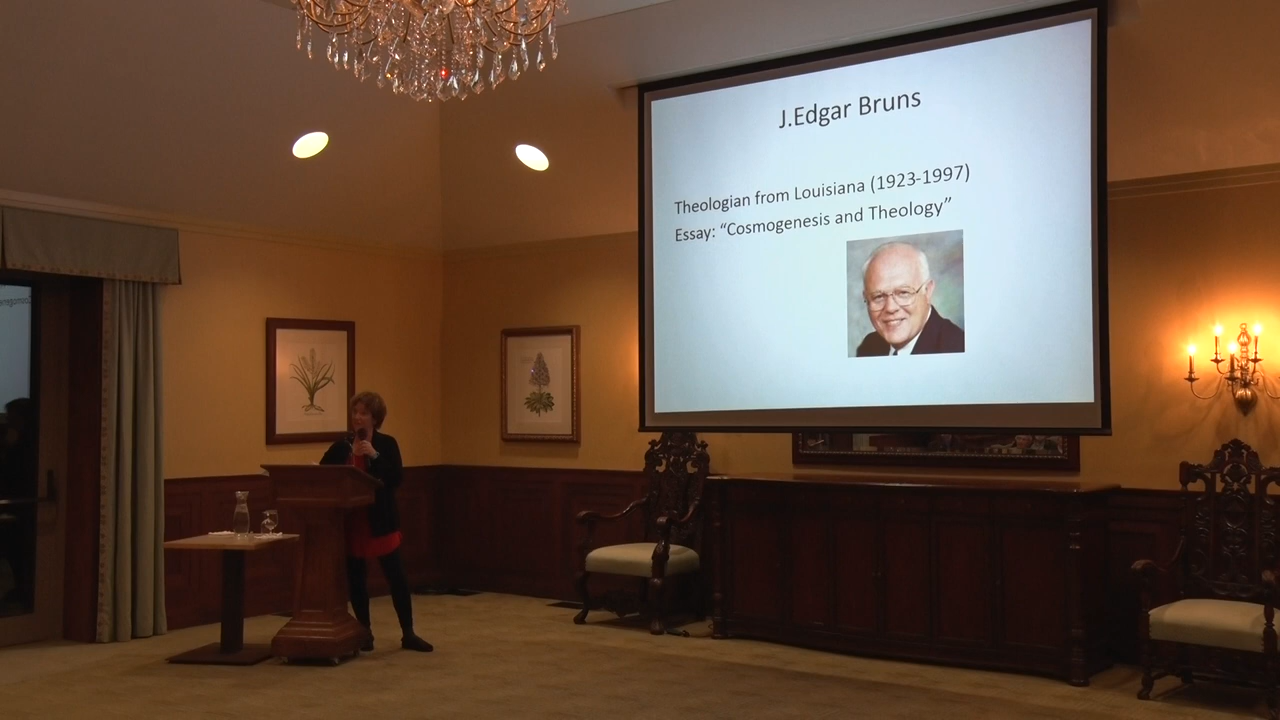 J.Edgar Bruns
Theologian from Louisiana (1923-1997)
Essay: “Cosmogenesis and Theology”